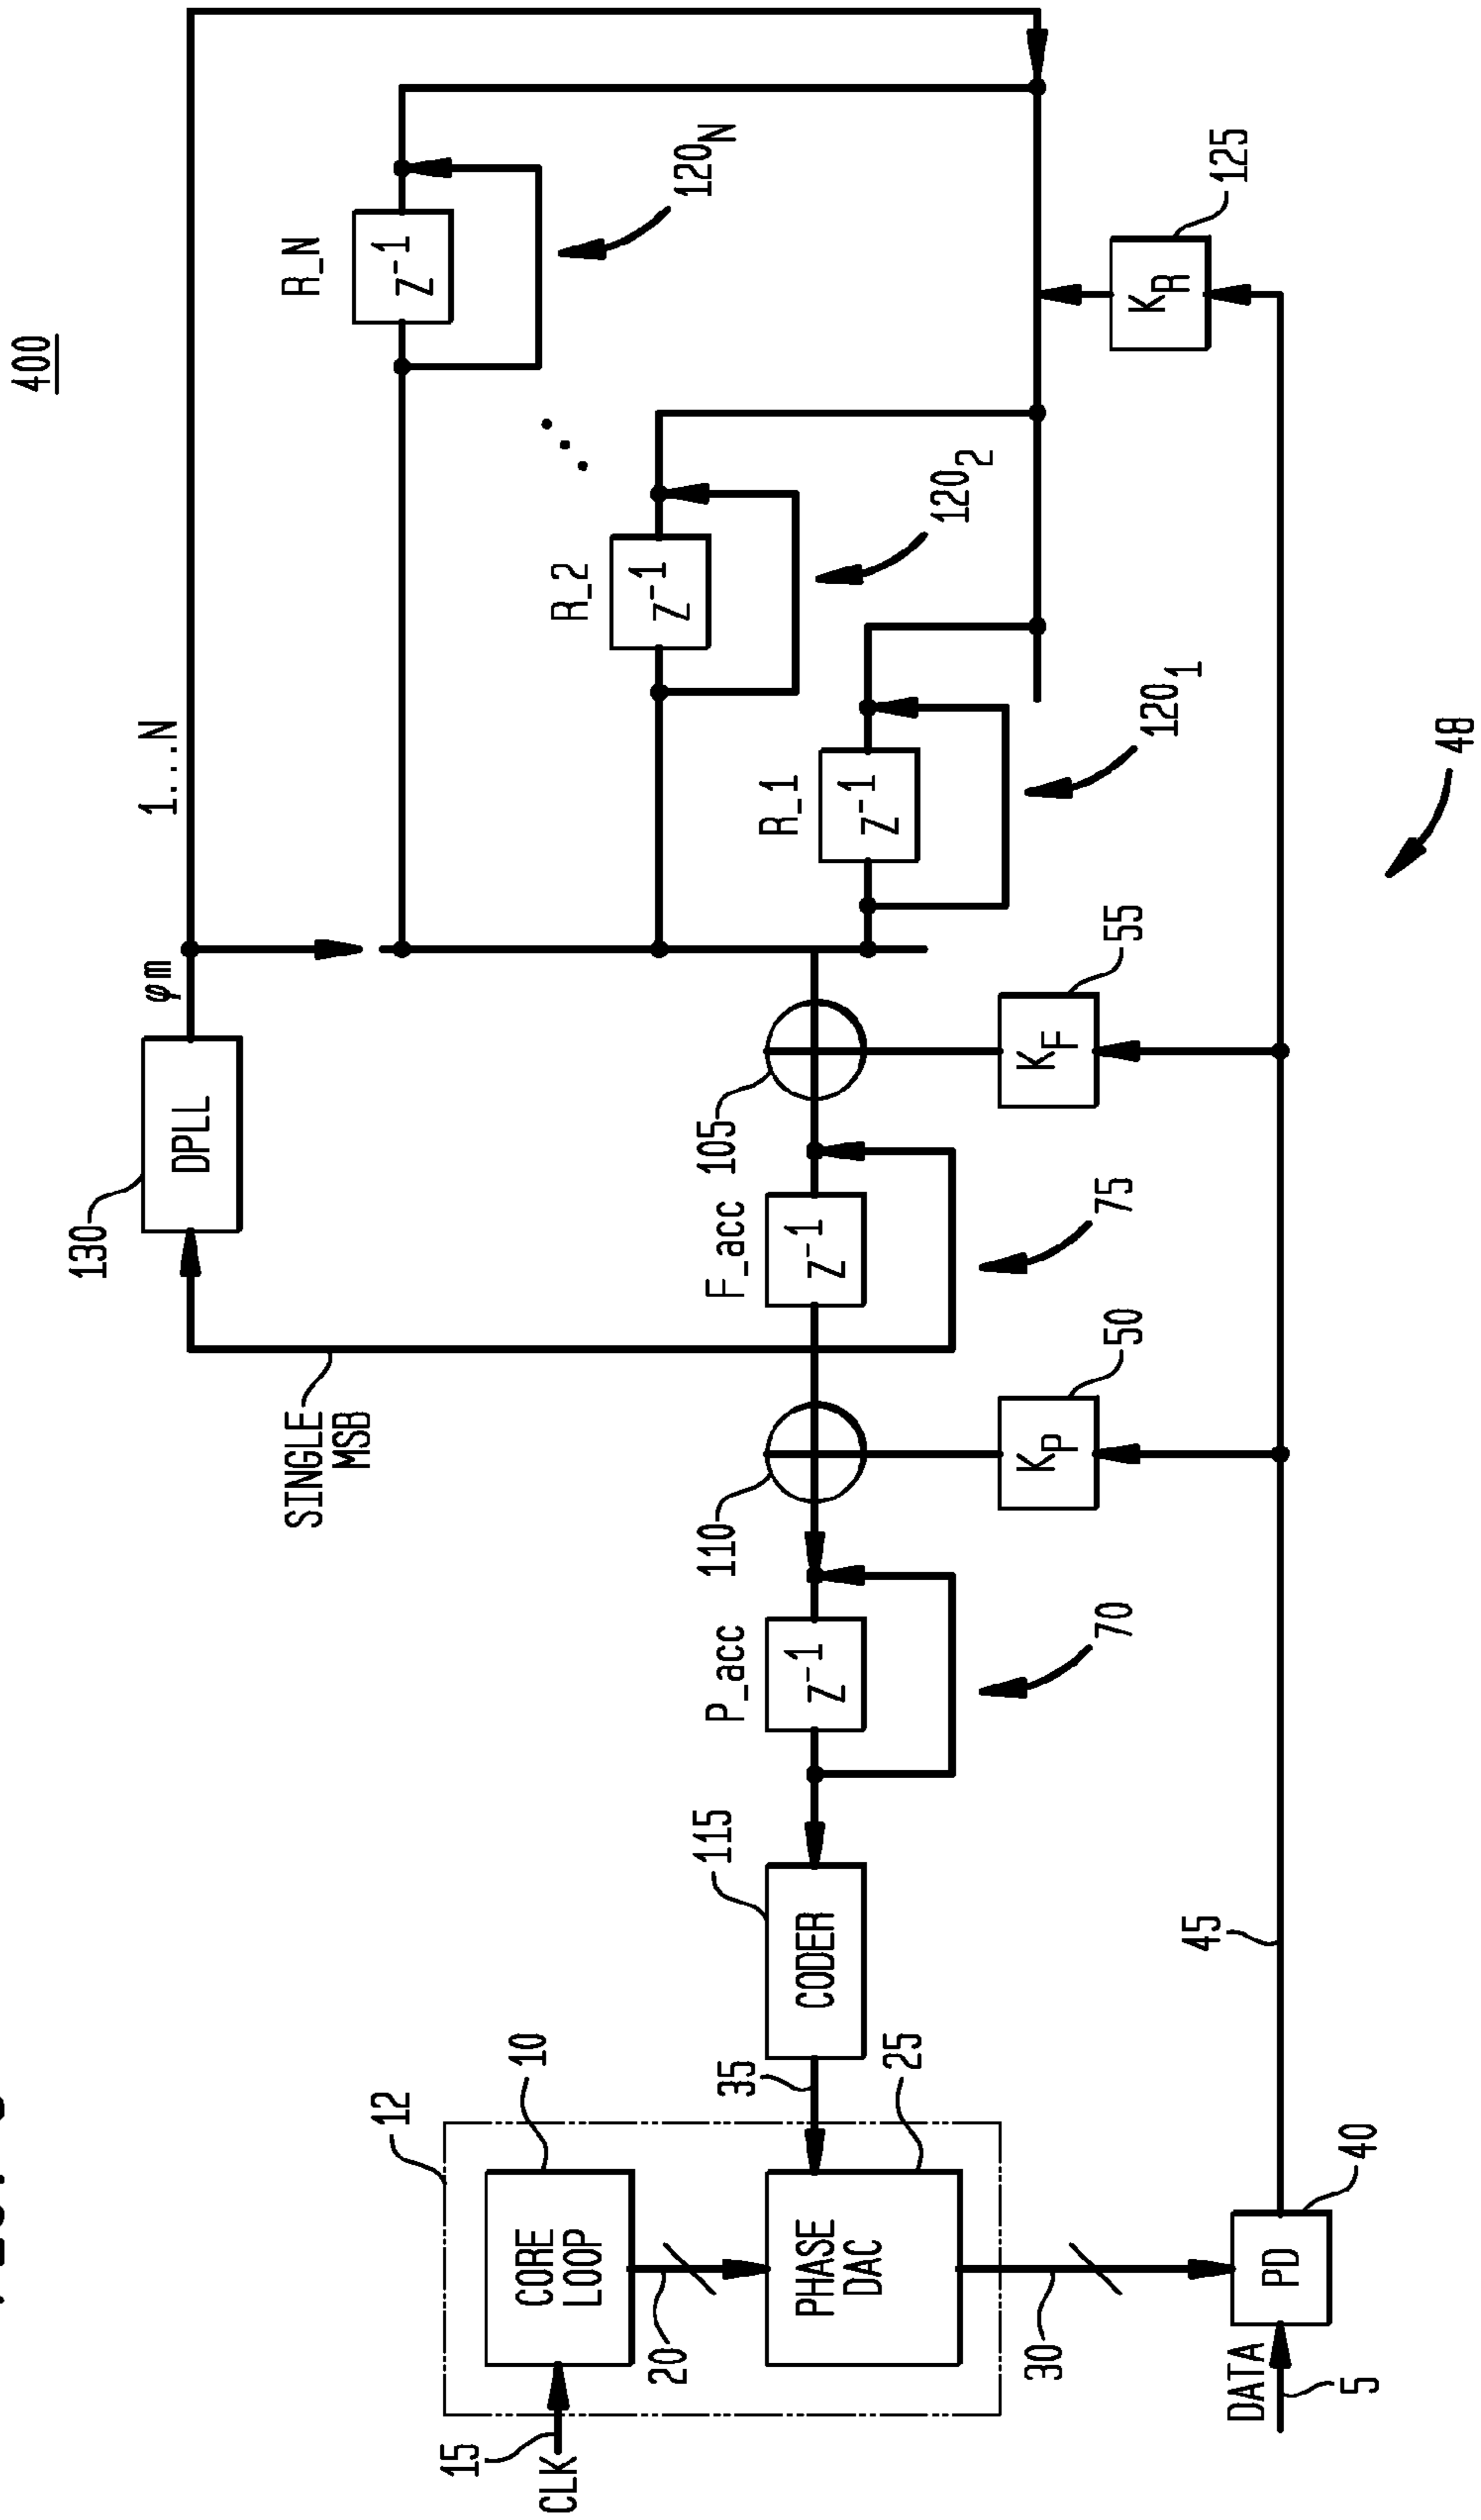 400
1...N
φm
DPLL
130
SINGLE
MSB
R_N
Z-1
120N
R_2
Z-1
1202
R_1
Z-1
1201
KR
125
105
KF
55
F_acc
Z-1
75
110
KP
50
P_acc
Z-1
70
115
CODER
35
45
48
12
10
CORE
LOOP
25
PHASE
DAC
20
30
15
CLK
PD
40
DATA
5